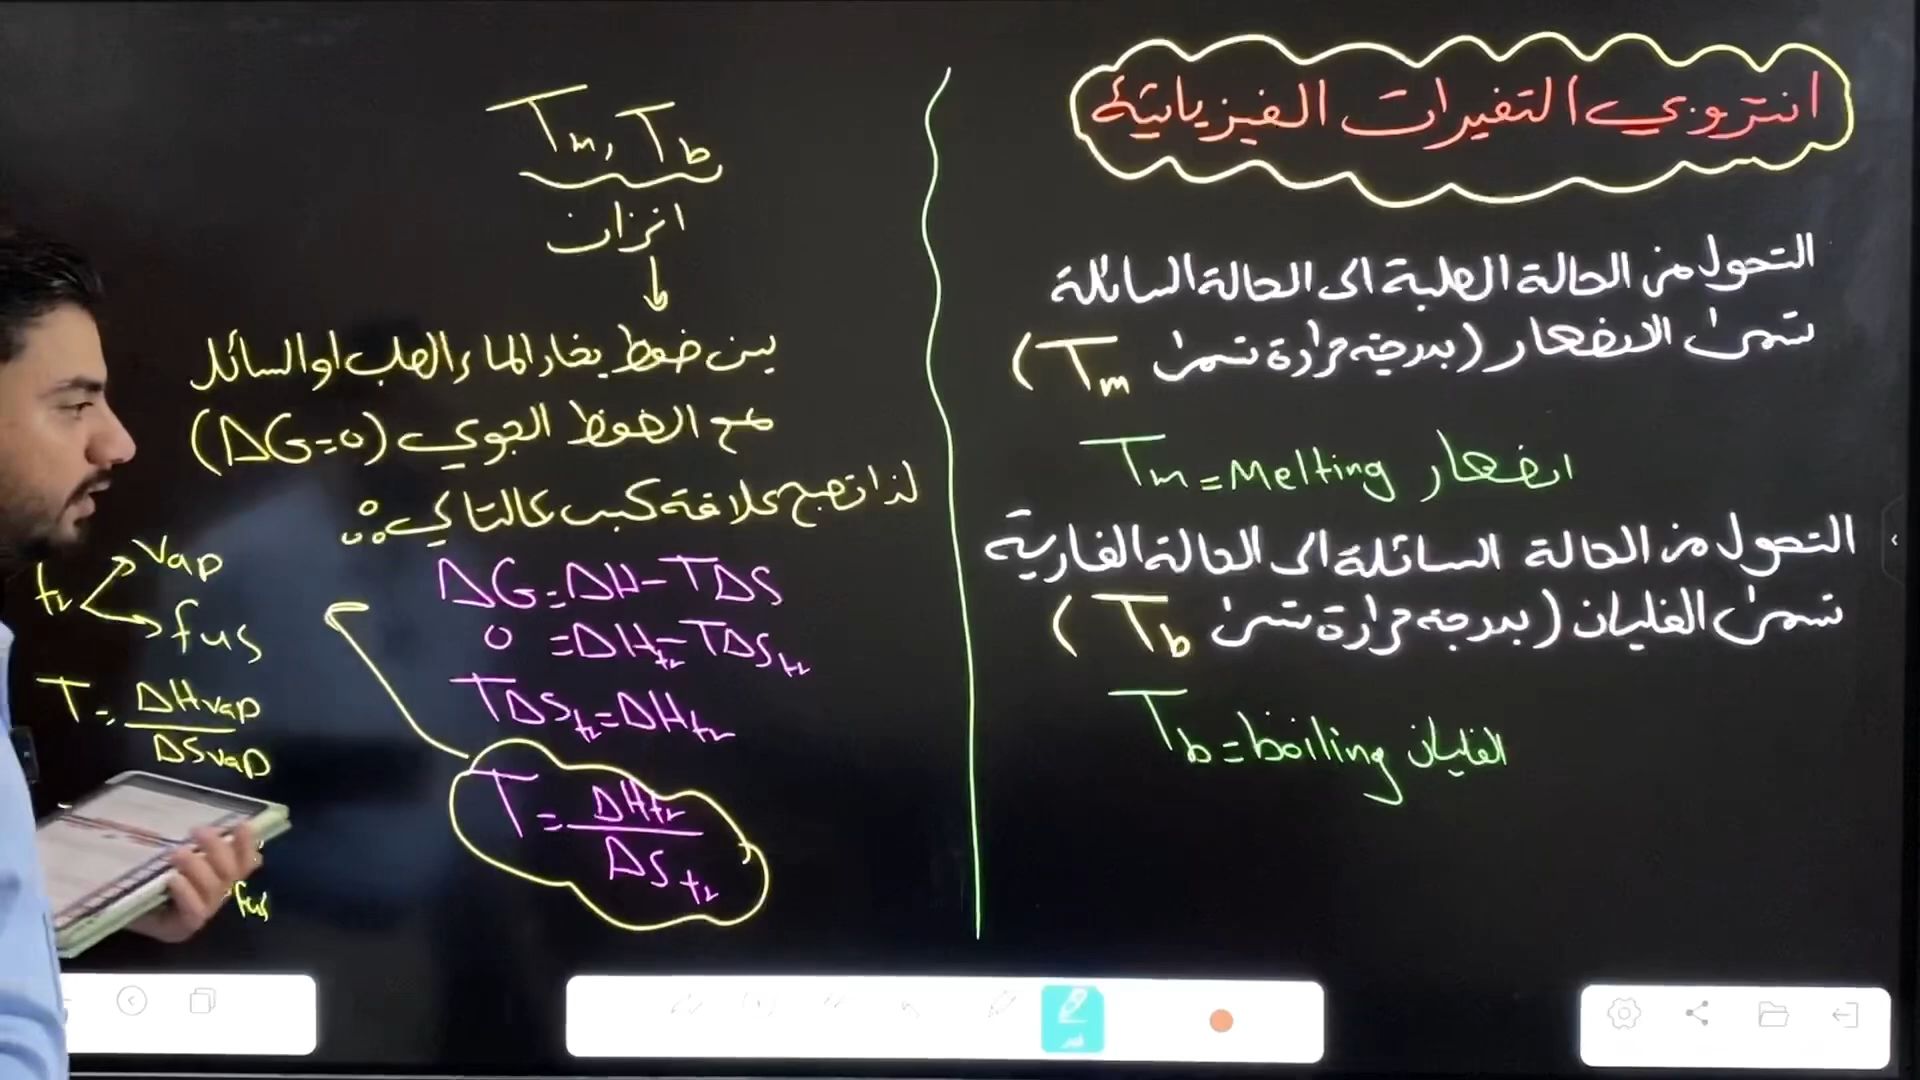 انتروبي التغيرات الفيزيائية
التحول من الحالة الصلبة الى الحالة السائلة
تسمى الانصهار (بدرجة حرارة تسمى Tm)
Tm = Melting انصهار
التحول من الحالة السائلة الى الحالة الغازية
تسمى الغليان (بدرجة حرارة تسمى Tb)
Tb = boiling الغليان
Tm, Tb
اتزان
↓
بين ضغط بخار الماء الصلب او السائل
مع الضغط الجوي (ΔG=0)
لذا تصبح علاقة كبس كالتالي :
ΔG = ΔH - TΔS
0 = ΔHtr - TΔStr
TΔStr = ΔHtr
T = ΔHtr / ΔStr
tr
vap
fus
T = ΔHvap / ΔSvap
fus